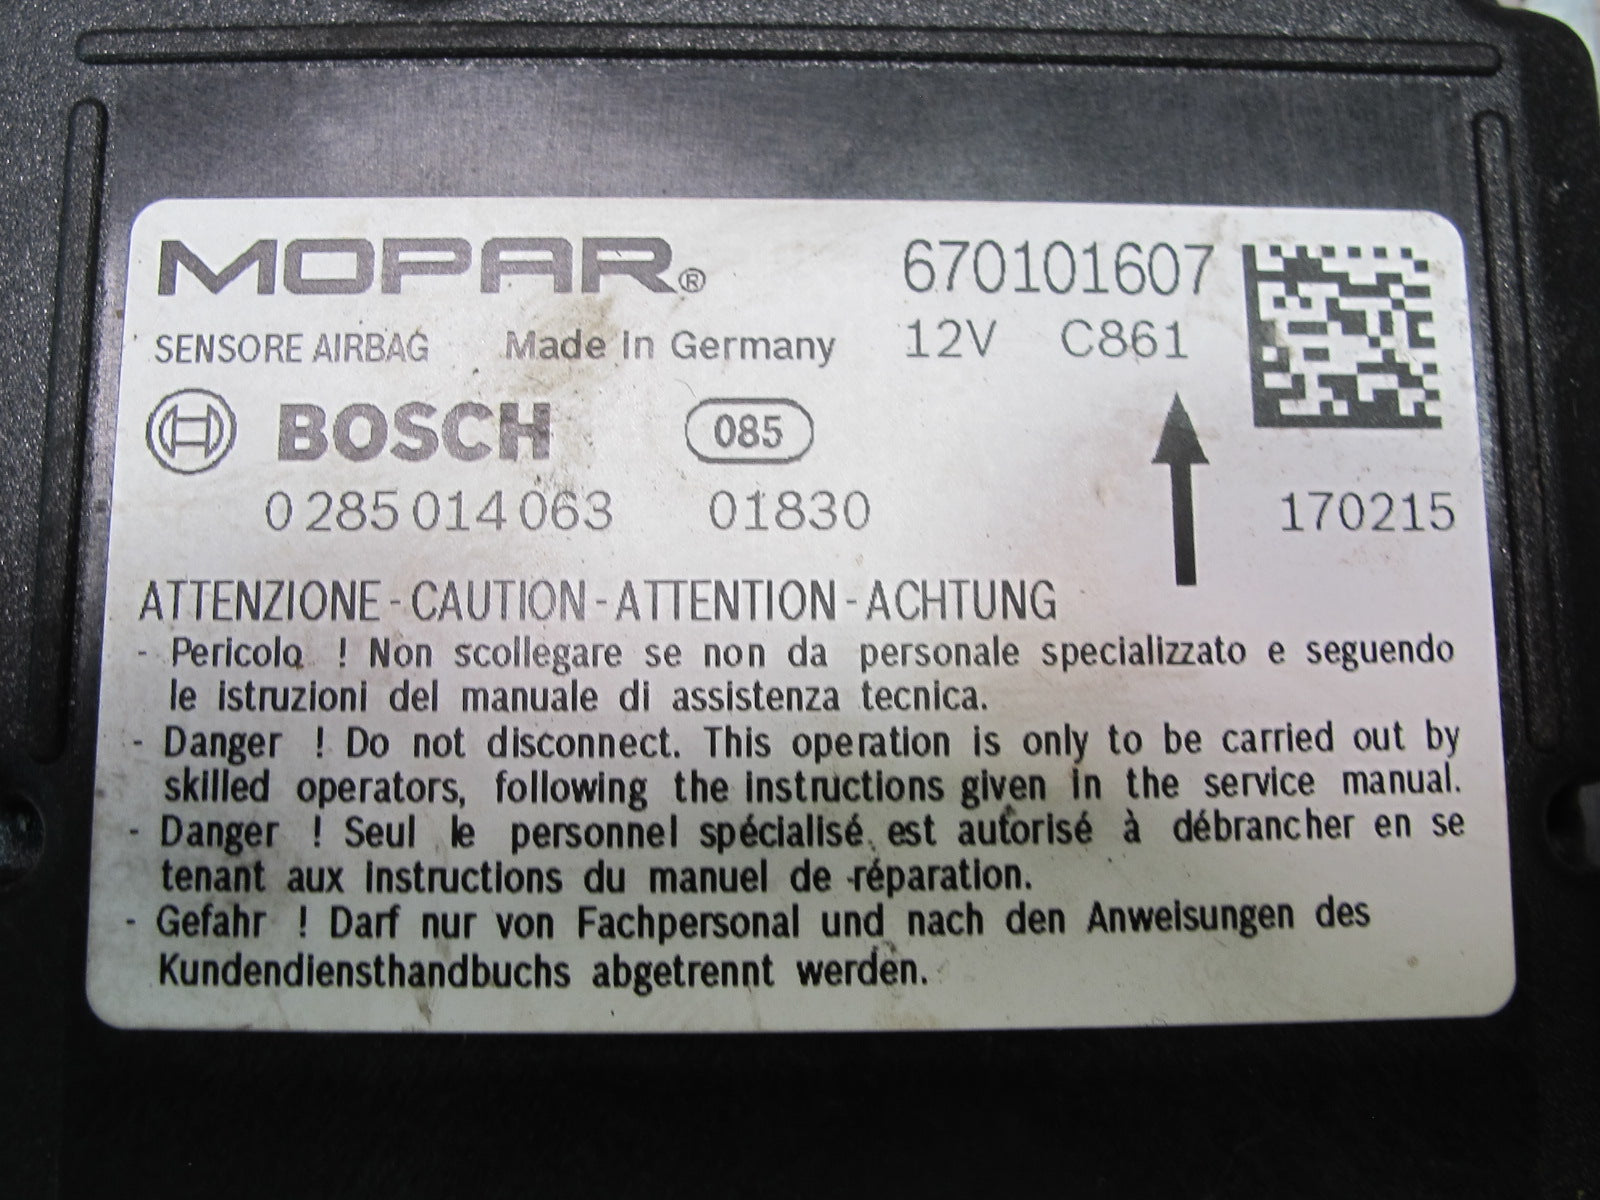 MOPAR® 670101607
SENSORE AIRBAG Made In Germany 12V C861
BOSCH 085
0 285 014 063 01830 170215
ATTENZIONE - CAUTION - ATTENTION - ACHTUNG
- Pericolo ! Non scollegare se non da personale specializzato e seguendo
le istruzioni del manuale di assistenza tecnica.
- Danger ! Do not disconnect. This operation is only to be carried out by
skilled operators, following the instructions given in the service manual.
- Danger ! Seul le personnel spécialisé est autorisé à débrancher en se
tenant aux instructions du manuel de réparation.
- Gefahr ! Darf nur von Fachpersonal und nach den Anweisungen des
Kundendiensthandbuchs abgetrennt werden.